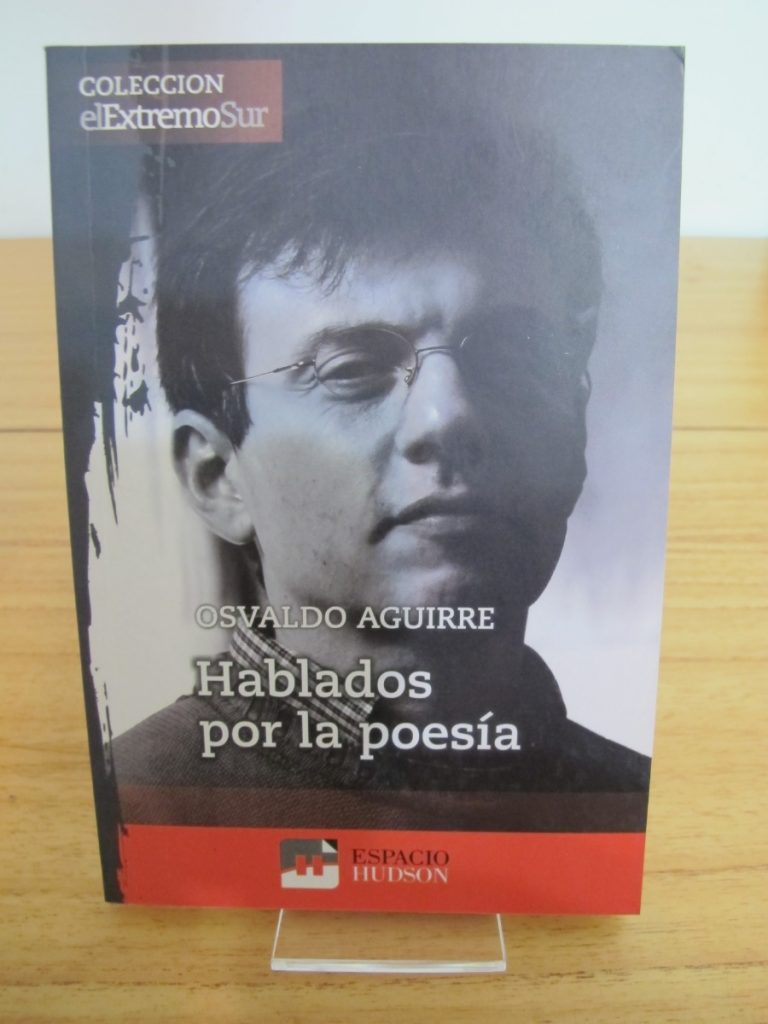 COLECCION
elExtremoSur
OSVALDO AGUIRRE
Hablados
por la poesía
ESPACIO
HUDSON